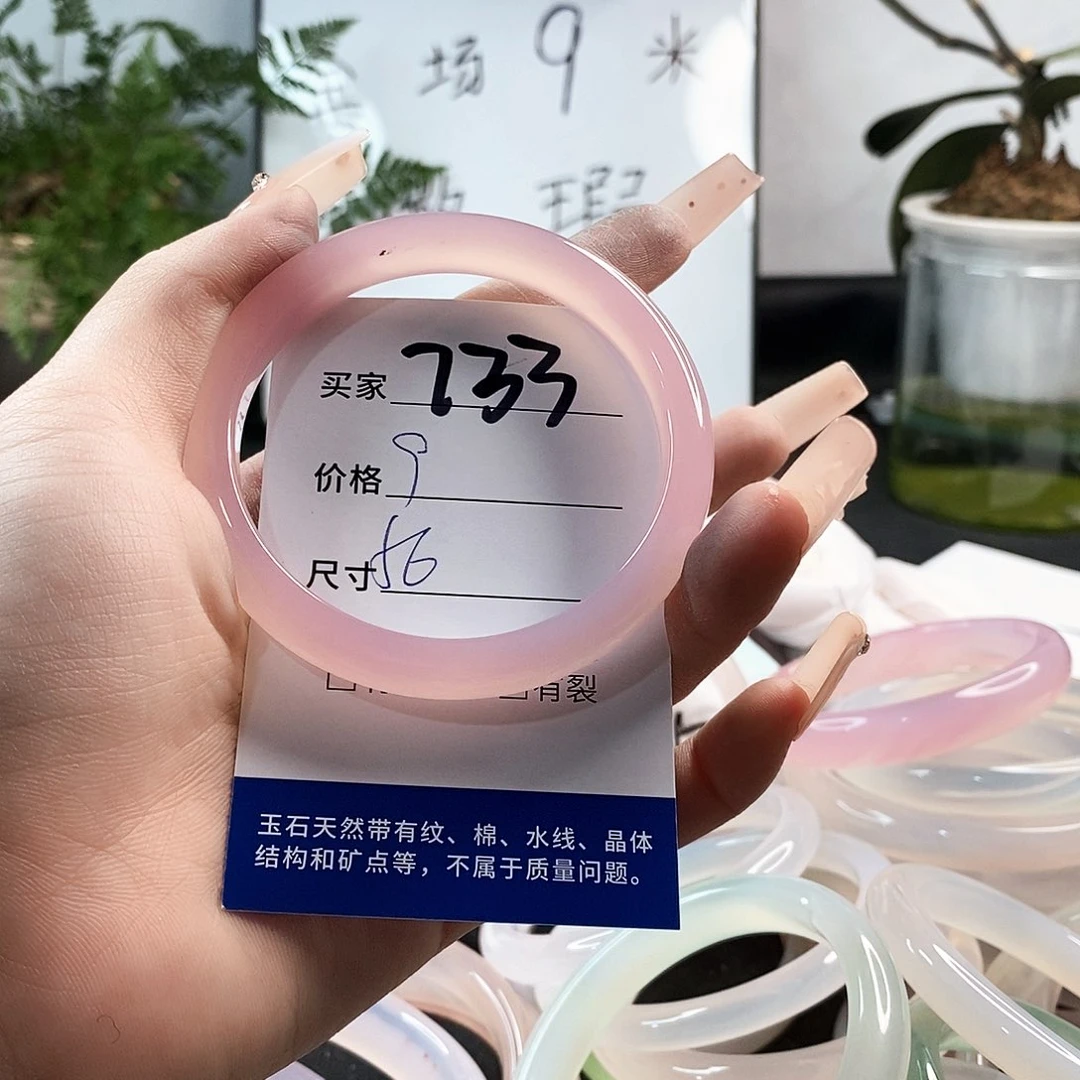 场 9 米
瑕
买家 733
价格 9
尺寸 56
有裂
玉石天然带有纹、棉、水线、晶体
结构和矿点等，不属于质量问题。